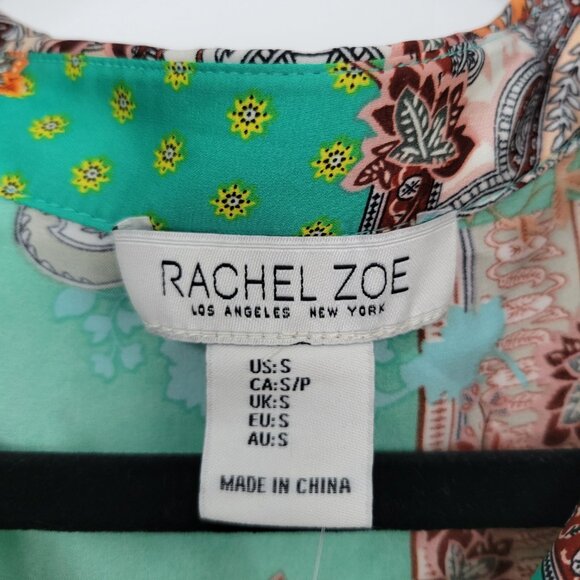 RACHEL ZOE
LOS ANGELES NEW YORK
US:S
CA:S/P
UK:S
EU:S
AU:S
MADE IN CHINA